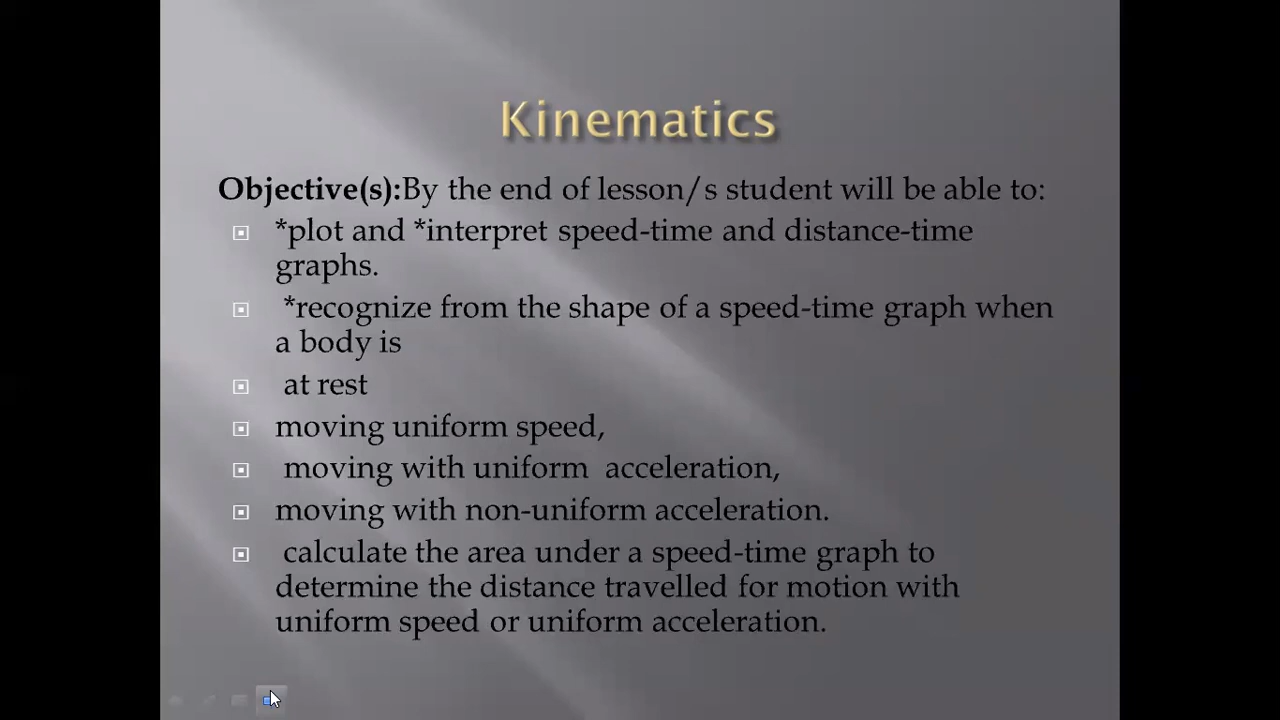 Kinematics
Objective(s):By the end of lesson/s student will be able to:
*plot and *interpret speed-time and distance-time
graphs.
*recognize from the shape of a speed-time graph when
a body is
at rest
moving uniform speed,
moving with uniform acceleration,
moving with non-uniform acceleration.
calculate the area under a speed-time graph to
determine the distance travelled for motion with
uniform speed or uniform acceleration.